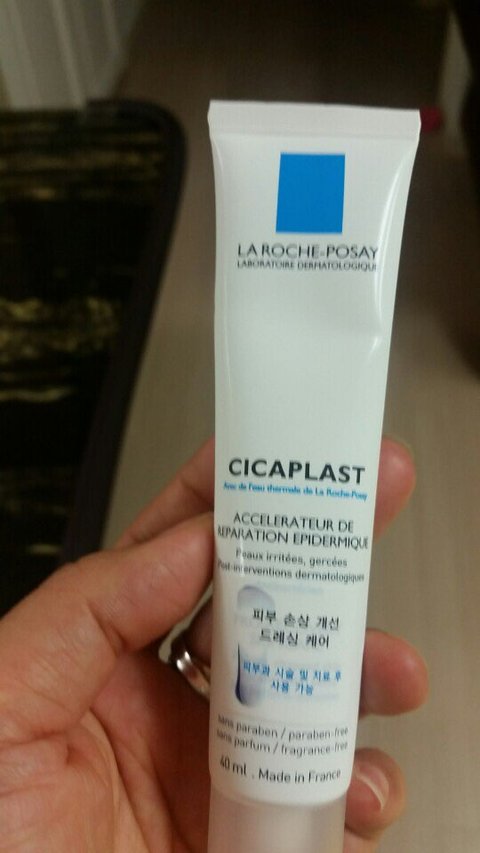 LA ROCHE-POSAY
LABORATOIRE DERMATOLOGIQUE
CICAPLAST
Avec de l'eau thermale de La Roche-Posay
ACCELERATEUR DE
REPARATION EPIDERMIQUE
Peaux irritées, gercées
Post-interventions dermatologiques
피부 손상 개선
드레싱 케어
피부과 시술 및 치료 후
사용 가능
sans paraben / paraben-free
sans parfum / fragrance-free
40 ml . Made in France